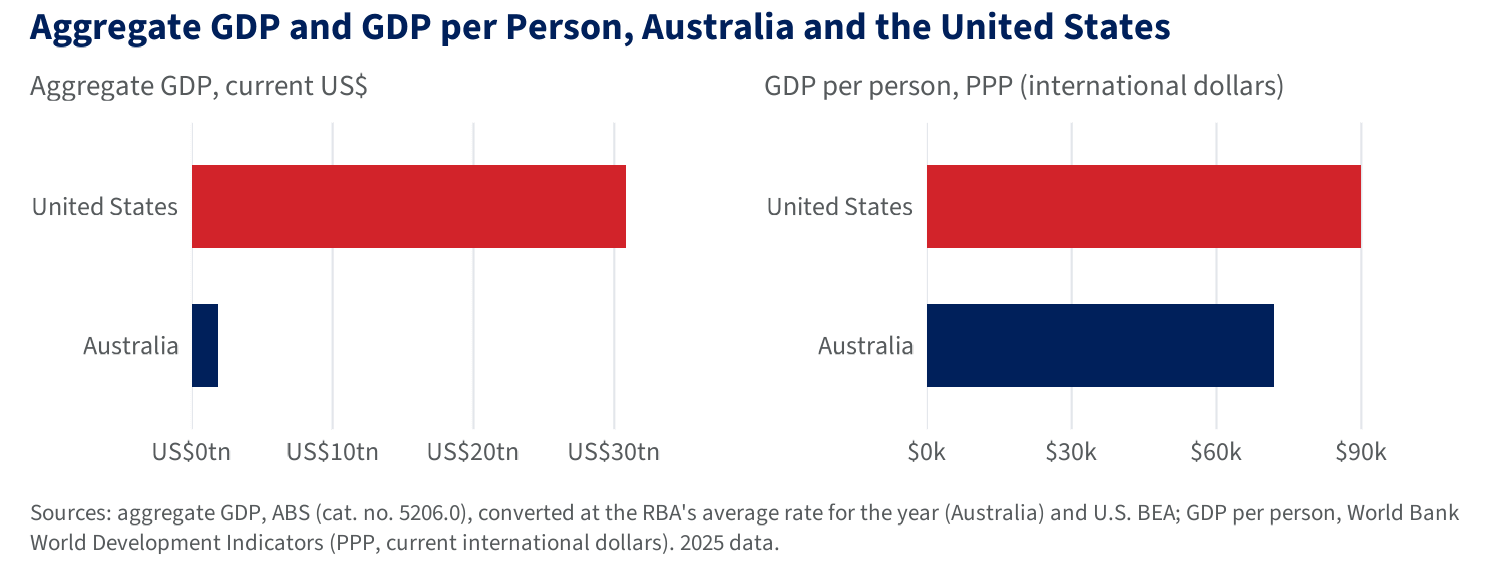 Aggregate GDP and GDP per Person, Australia and the United States
Aggregate GDP, current US$
United States
Australia
US$0tn US$10tn US$20tn US$30tn
GDP per person, PPP (international dollars)
United States
Australia
$0k $30k $60k $90k
Sources: aggregate GDP, ABS (cat. no. 5206.0), converted at the RBA's average rate for the year (Australia) and U.S. BEA; GDP per person, World Bank
World Development Indicators (PPP, current international dollars). 2025 data.